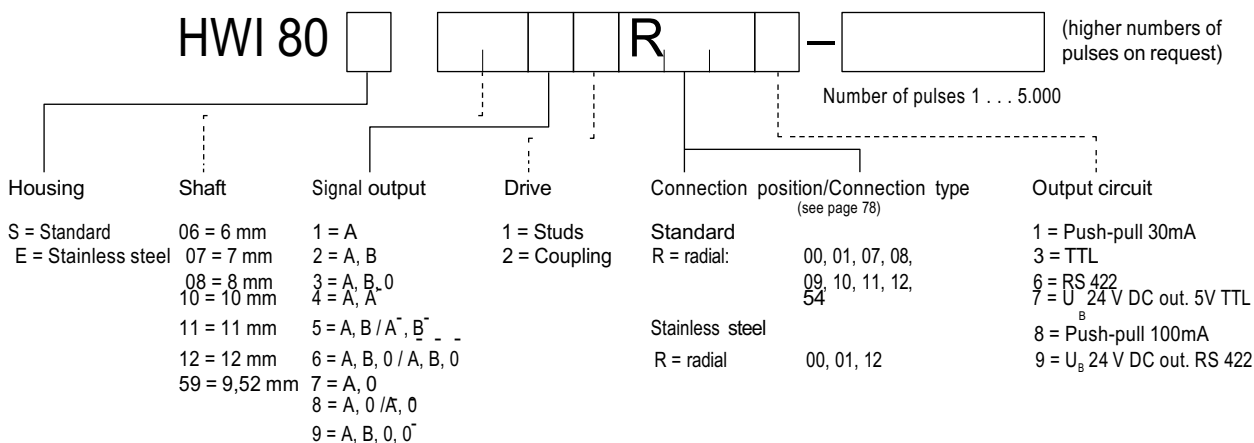 HWI 80 R –
(higher numbers of
pulses on request)
Number of pulses 1 . . . 5.000
Housing
S = Standard
E = Stainless steel
Shaft
06 = 6 mm
07 = 7 mm
08 = 8 mm
10 = 10 mm
11 = 11 mm
12 = 12 mm
59 = 9,52 mm
Signal output
1 = A
2 = A, B
3 = A, B, 0
4 = A, A̅
5 = A, B / A̅, B̅
6 = A, B, 0 / A̅, B̅, 0̅
7 = A, 0
8 = A, 0 / A̅, 0̅
9 = A, B, 0, 0̅
Drive
1 = Studs
2 = Coupling
Connection position/Connection type
(see page 78)
Standard
R = radial: 00, 01, 07, 08,
09, 10, 11, 12,
54
Stainless steel
R = radial 00, 01, 12
Output circuit
1 = Push-pull 30mA
3 = TTL
6 = RS 422
7 = U_B 24 V DC out. 5V TTL
8 = Push-pull 100mA
9 = U_B 24 V DC out. RS 422